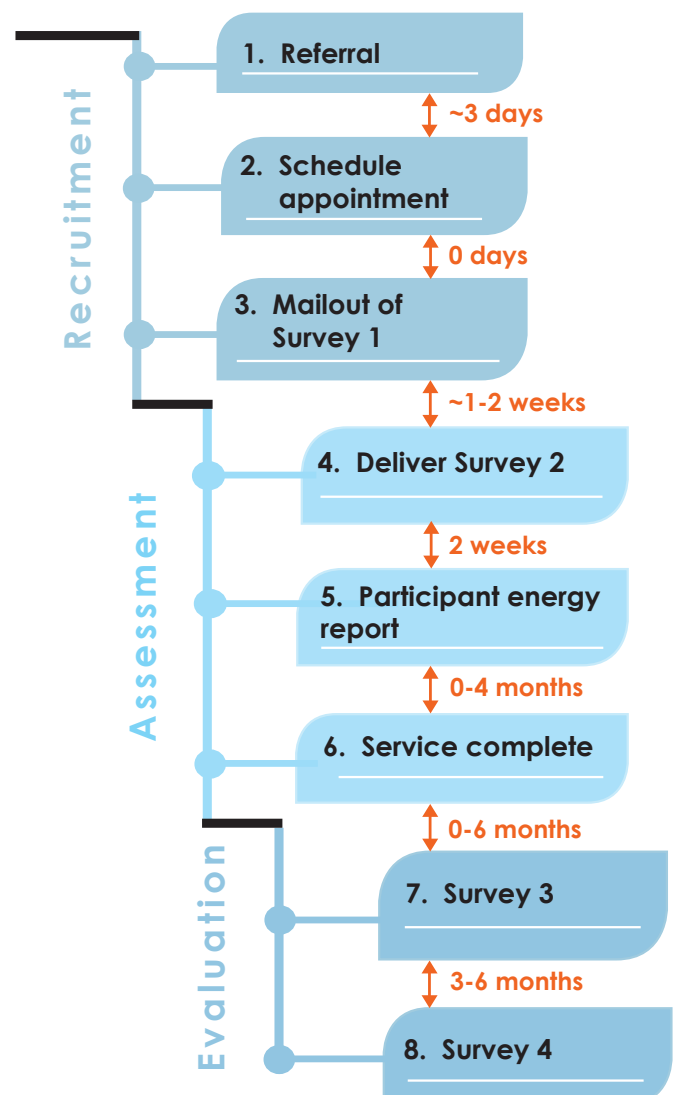 Recruitment
1. Referral
~3 days
2. Schedule
appointment
0 days
3. Mailout of
Survey 1
~1-2 weeks
Assessment
4. Deliver Survey 2
2 weeks
5. Participant energy
report
0-4 months
6. Service complete
0-6 months
Evaluation
7. Survey 3
3-6 months
8. Survey 4